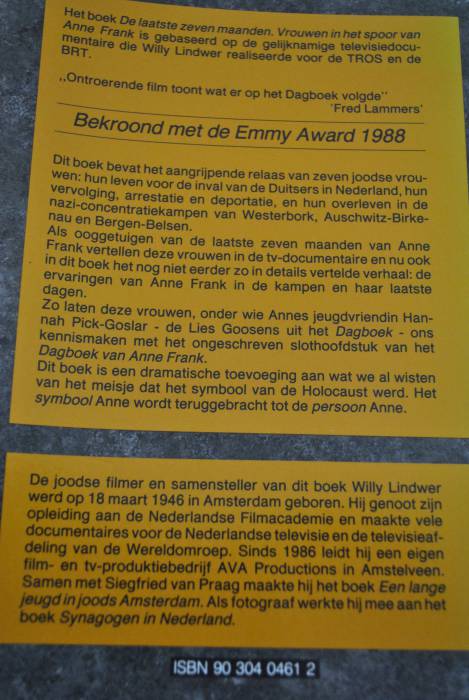 Het boek De laatste zeven maanden. Vrouwen in het spoor van
Anne Frank is gebaseerd op de gelijknamige televisiedocu-
mentaire die Willy Lindwer realiseerde voor de TROS en de
BRT.
,,Ontroerende film toont wat er op het Dagboek volgde''
'Fred Lammers'
Bekroond met de Emmy Award 1988
Dit boek bevat het aangrijpende relaas van zeven joodse vrou-
wen: hun leven voor de inval van de Duitsers in Nederland, hun
vervolging, arrestatie en deportatie, en hun overleven in de
nazi-concentratiekampen van Westerbork, Auschwitz-Birke-
nau en Bergen-Belsen.
Als ooggetuigen van de laatste zeven maanden van Anne
Frank vertellen deze vrouwen in de tv-documentaire en nu ook
in dit boek het nog niet eerder zo in details vertelde verhaal: de
ervaringen van Anne Frank in de kampen en haar laatste
dagen.
Zo laten deze vrouwen, onder wie Annes jeugdvriendin Han-
nah Pick-Goslar - de Lies Goosens uit het Dagboek - ons
kennismaken met het ongeschreven slothoofdstuk van het
Dagboek van Anne Frank.
Dit boek is een dramatische toevoeging aan wat we al wisten
van het meisje dat het symbool van de Holocaust werd. Het
symbool Anne wordt teruggebracht tot de persoon Anne.
De joodse filmer en samensteller van dit boek Willy Lindwer
werd op 18 maart 1946 in Amsterdam geboren. Hij genoot zijn
opleiding aan de Nederlandse Filmacademie en maakte vele
documentaires voor de Nederlandse televisie en de televisieaf-
deling van de Wereldomroep. Sinds 1986 leidt hij een eigen
film- en tv-produktiebedrijf AVA Productions in Amstelveen.
Samen met Siegfried van Praag maakte hij het boek Een lange
jeugd in joods Amsterdam. Als fotograaf werkte hij mee aan het
boek Synagogen in Nederland.
ISBN 90 304 0461 2